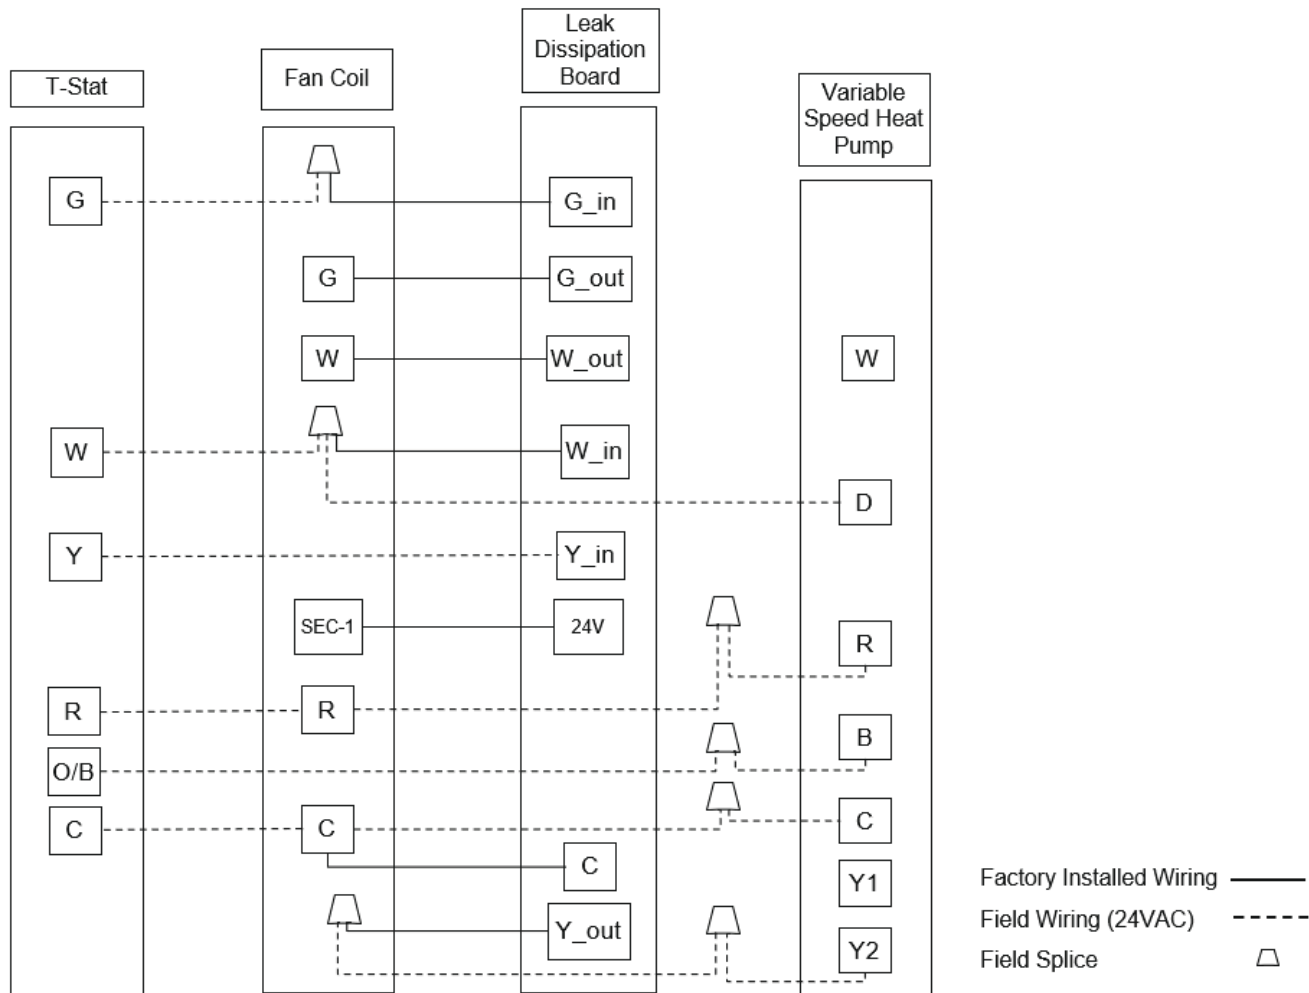 T-Stat
Fan Coil
Leak
Dissipation
Board
Variable
Speed Heat
Pump
G
G_in
G
G_out
W
W_out
W
W
W_in
D
Y
Y_in
SEC-1
24V
R
R
R
B
O/B
C
C
C
C
Y1
Y_out
Y2
Factory Installed Wiring
Field Wiring (24VAC)
Field Splice